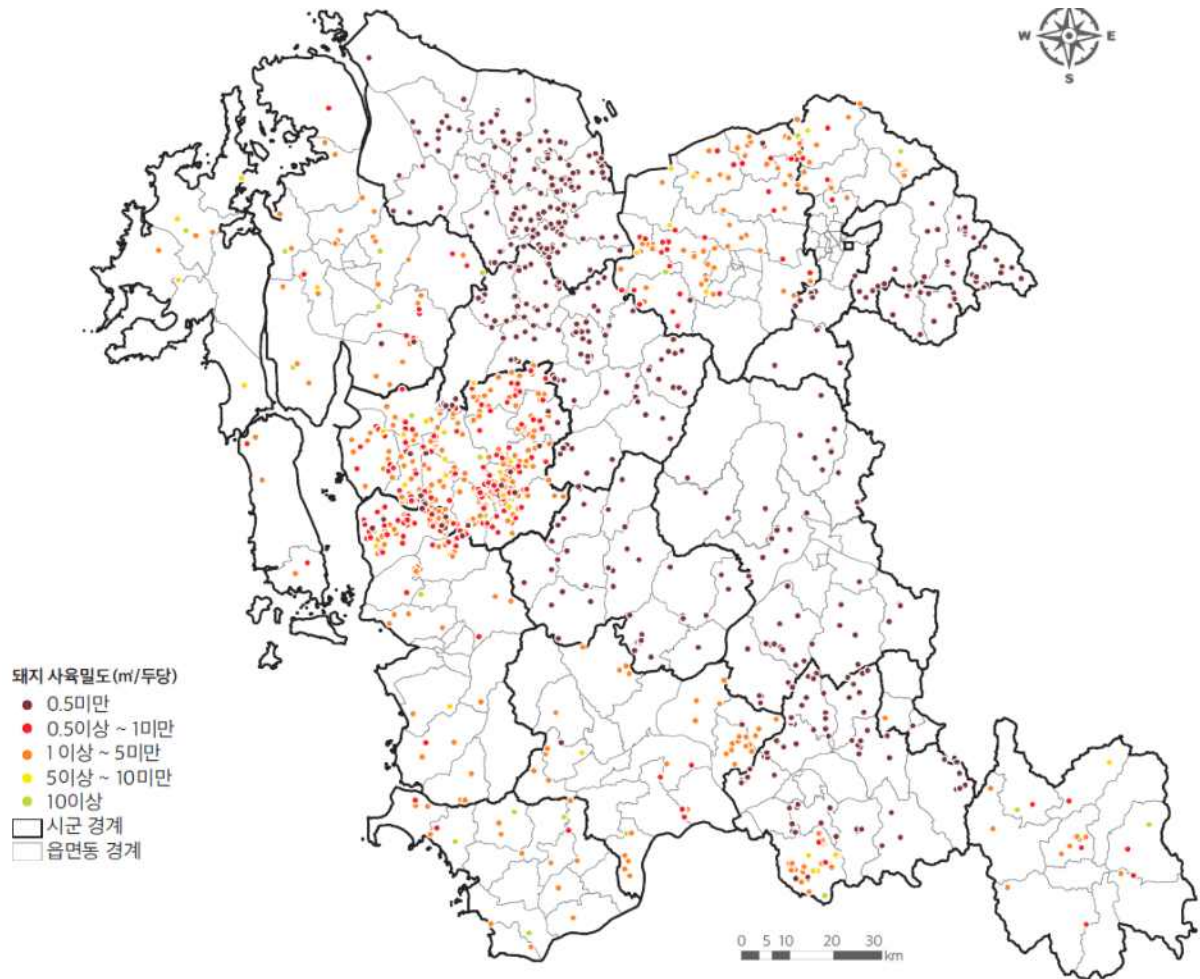 W E
S
돼지 사육밀도(㎡/두당)
0.5미만
0.5이상 ~ 1미만
1이상 ~ 5미만
5이상 ~ 10미만
10이상
시군 경계
읍면동 경계
0 5 10 20 30
km